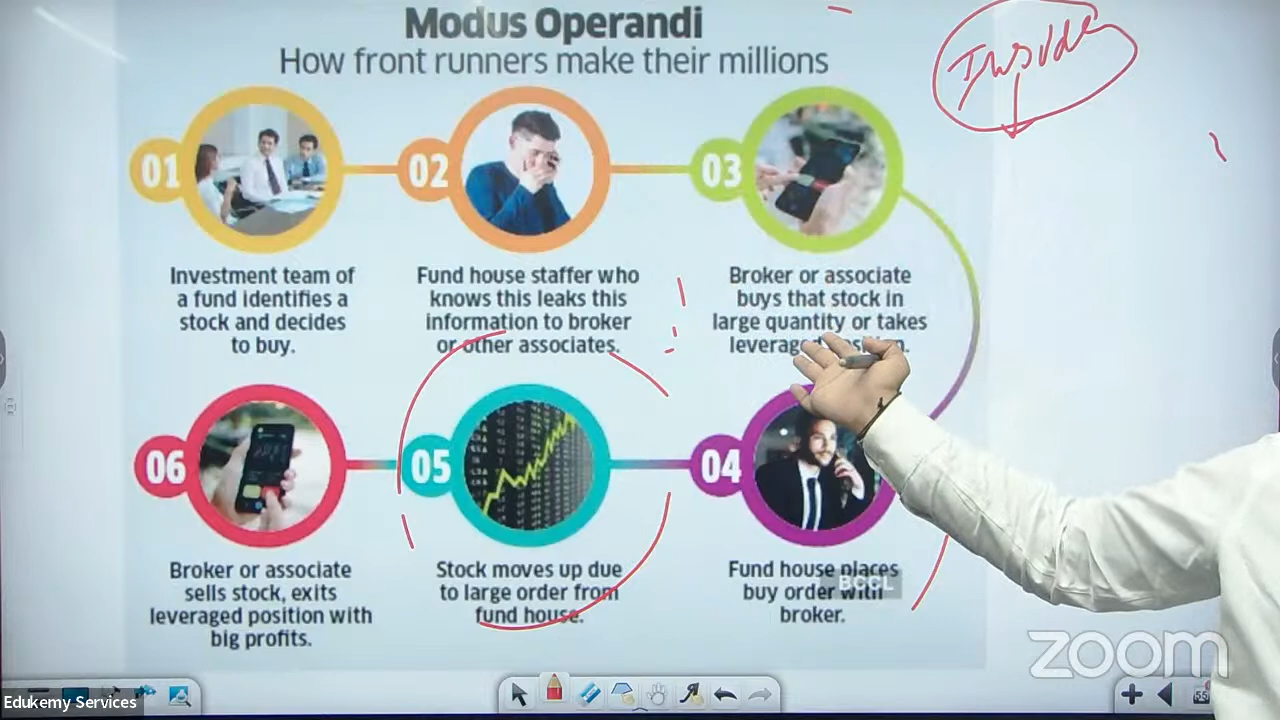 Modus Operandi
How front runners make their millions
Inside
01
02
03
Investment team of
a fund identifies a
stock and decides
to buy.
Fund house staffer who
knows this leaks this
information to broker
or other associates.
Broker or associate
buys that stock in
large quantity or takes
06
05
04
Broker or associate
sells stock, exits
leveraged position with
big profits.
Stock moves up due
to large order from
fund house.
Fund house places
buy order with
broker.
BCCL
zoom
Edukemy Services